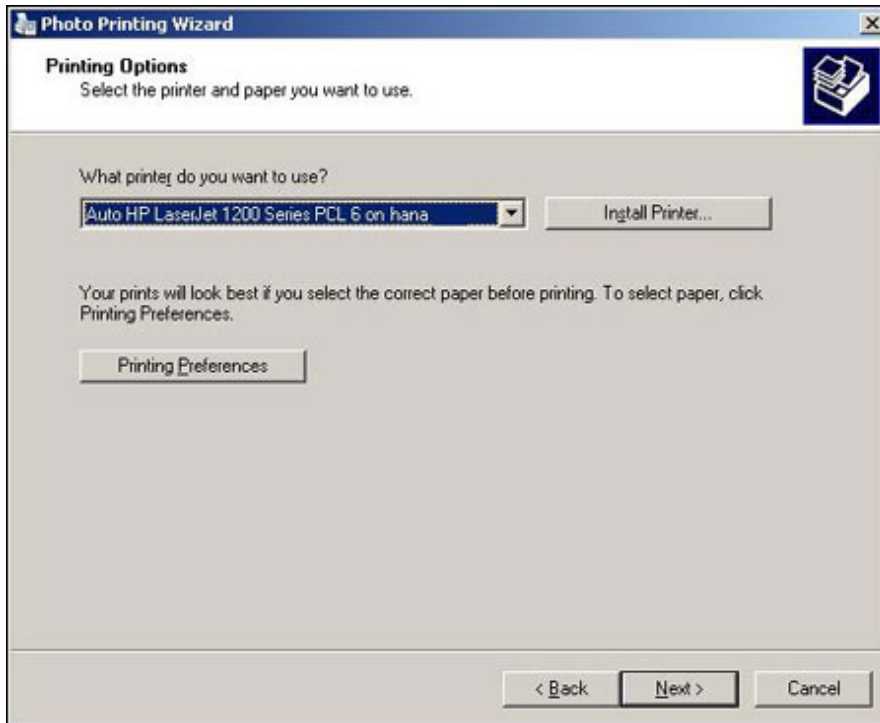 Photo Printing Wizard
Printing Options
Select the printer and paper you want to use.
What printer do you want to use?
Auto HP LaserJet 1200 Series PCL 6 on hana
Install Printer...
Your prints will look best if you select the correct paper before printing. To select paper, click
Printing Preferences.
Printing Preferences
< Back
Next >
Cancel